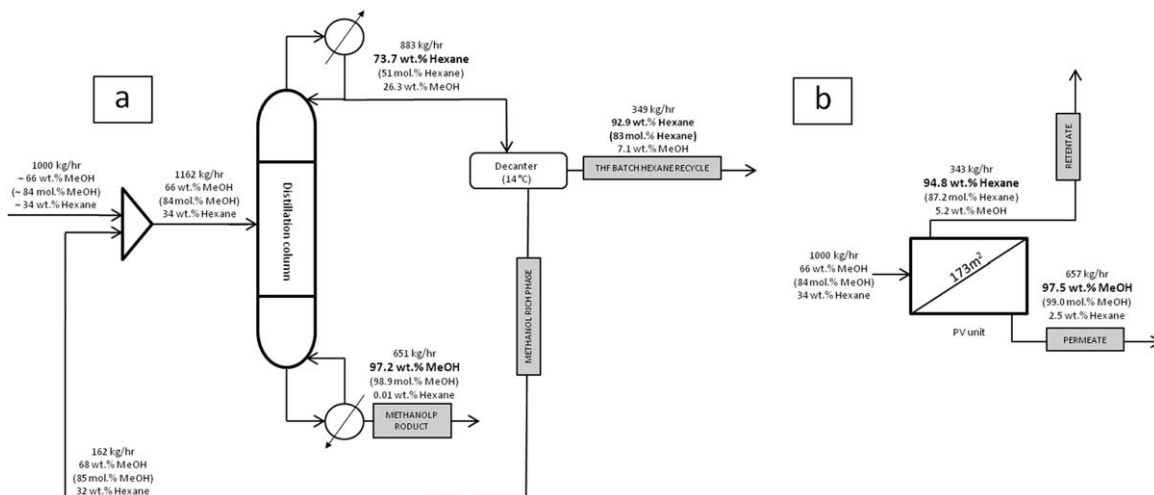 a
1000 kg/hr
~ 66 wt.% MeOH
(~ 84 mol.% MeOH)
~ 34 wt.% Hexane
1162 kg/hr
66 wt.% MeOH
(84 mol.% MeOH)
34 wt.% Hexane
Distillation column
883 kg/hr
73.7 wt.% Hexane
(51 mol.% Hexane)
26.3 wt.% MeOH
Decanter
(14°C)
349 kg/hr
92.9 wt.% Hexane
(83 mol.% Hexane)
7.1 wt.% MeOH
THF BATCH HEXANE RECYCLE
METHANOL RICH PHASE
651 kg/hr
97.2 wt.% MeOH
(98.9 mol.% MeOH)
0.01 wt.% Hexane
METHANOLP
RODUCT
162 kg/hr
68 wt.% MeOH
(85 mol.% MeOH)
32 wt.% Hexane
b
RETENTATE
343 kg/hr
94.8 wt.% Hexane
(87.2 mol.% Hexane)
5.2 wt.% MeOH
1000 kg/hr
66 wt.% MeOH
(84 mol.% MeOH)
34 wt.% Hexane
173m²
PV unit
657 kg/hr
97.5 wt.% MeOH
(99.0 mol.% MeOH)
2.5 wt.% Hexane
PERMEATE